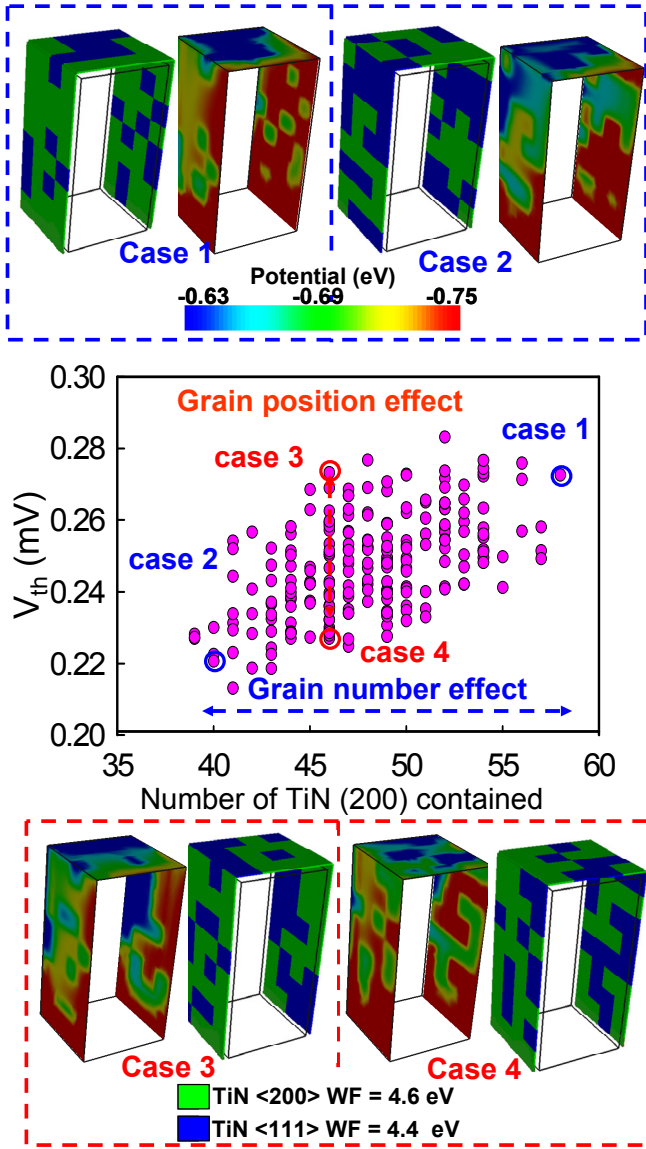 Case 1
Case 2
Potential (eV)
-0.63
-0.69
-0.75
0.30
Grain position effect
case 1
0.28
case 3
0.26
case 2
V_th (mV)
0.24
case 4
0.22
Grain number effect
0.20
35 40 45 50 55 60
Number of TiN (200) contained
Case 3
Case 4
TiN <200> WF = 4.6 eV
TiN <111> WF = 4.4 eV